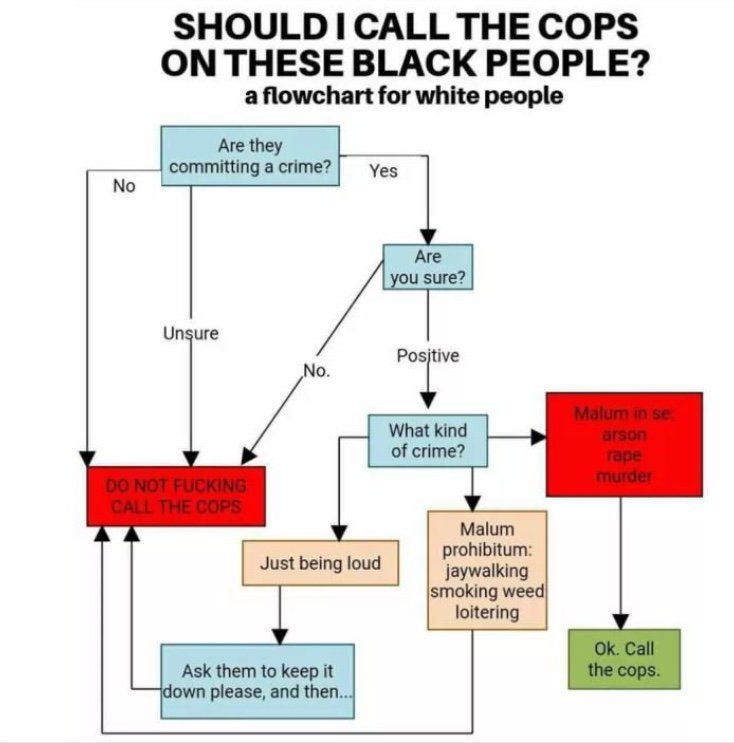 SHOULD I CALL THE COPS
ON THESE BLACK PEOPLE?
a flowchart for white people
Are they
committing a crime?
No
Yes
Are
you sure?
Unsure
No.
Positive
What kind
of crime?
Malum in se:
arson
rape
murder
DO NOT FUCKING
CALL THE COPS
Just being loud
Malum
prohibitum:
jaywalking
smoking weed
loitering
Ask them to keep it
down please, and then...
Ok. Call
the cops.